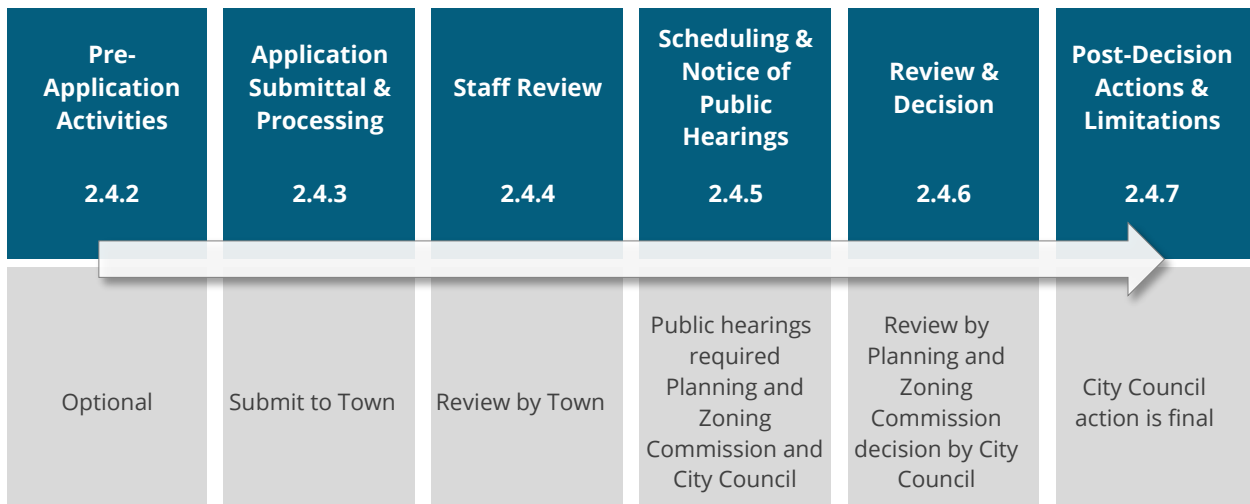 Pre-
Application
Activities
2.4.2
Application
Submittal &
Processing
2.4.3
Staff Review
2.4.4
Scheduling &
Notice of
Public
Hearings
2.4.5
Review &
Decision
2.4.6
Post-Decision
Actions &
Limitations
2.4.7
Optional
Submit to Town
Review by Town
Public hearings
required
Planning and
Zoning
Commission and
City Council
Review by
Planning and
Zoning
Commission
decision by City
Council
City Council
action is final